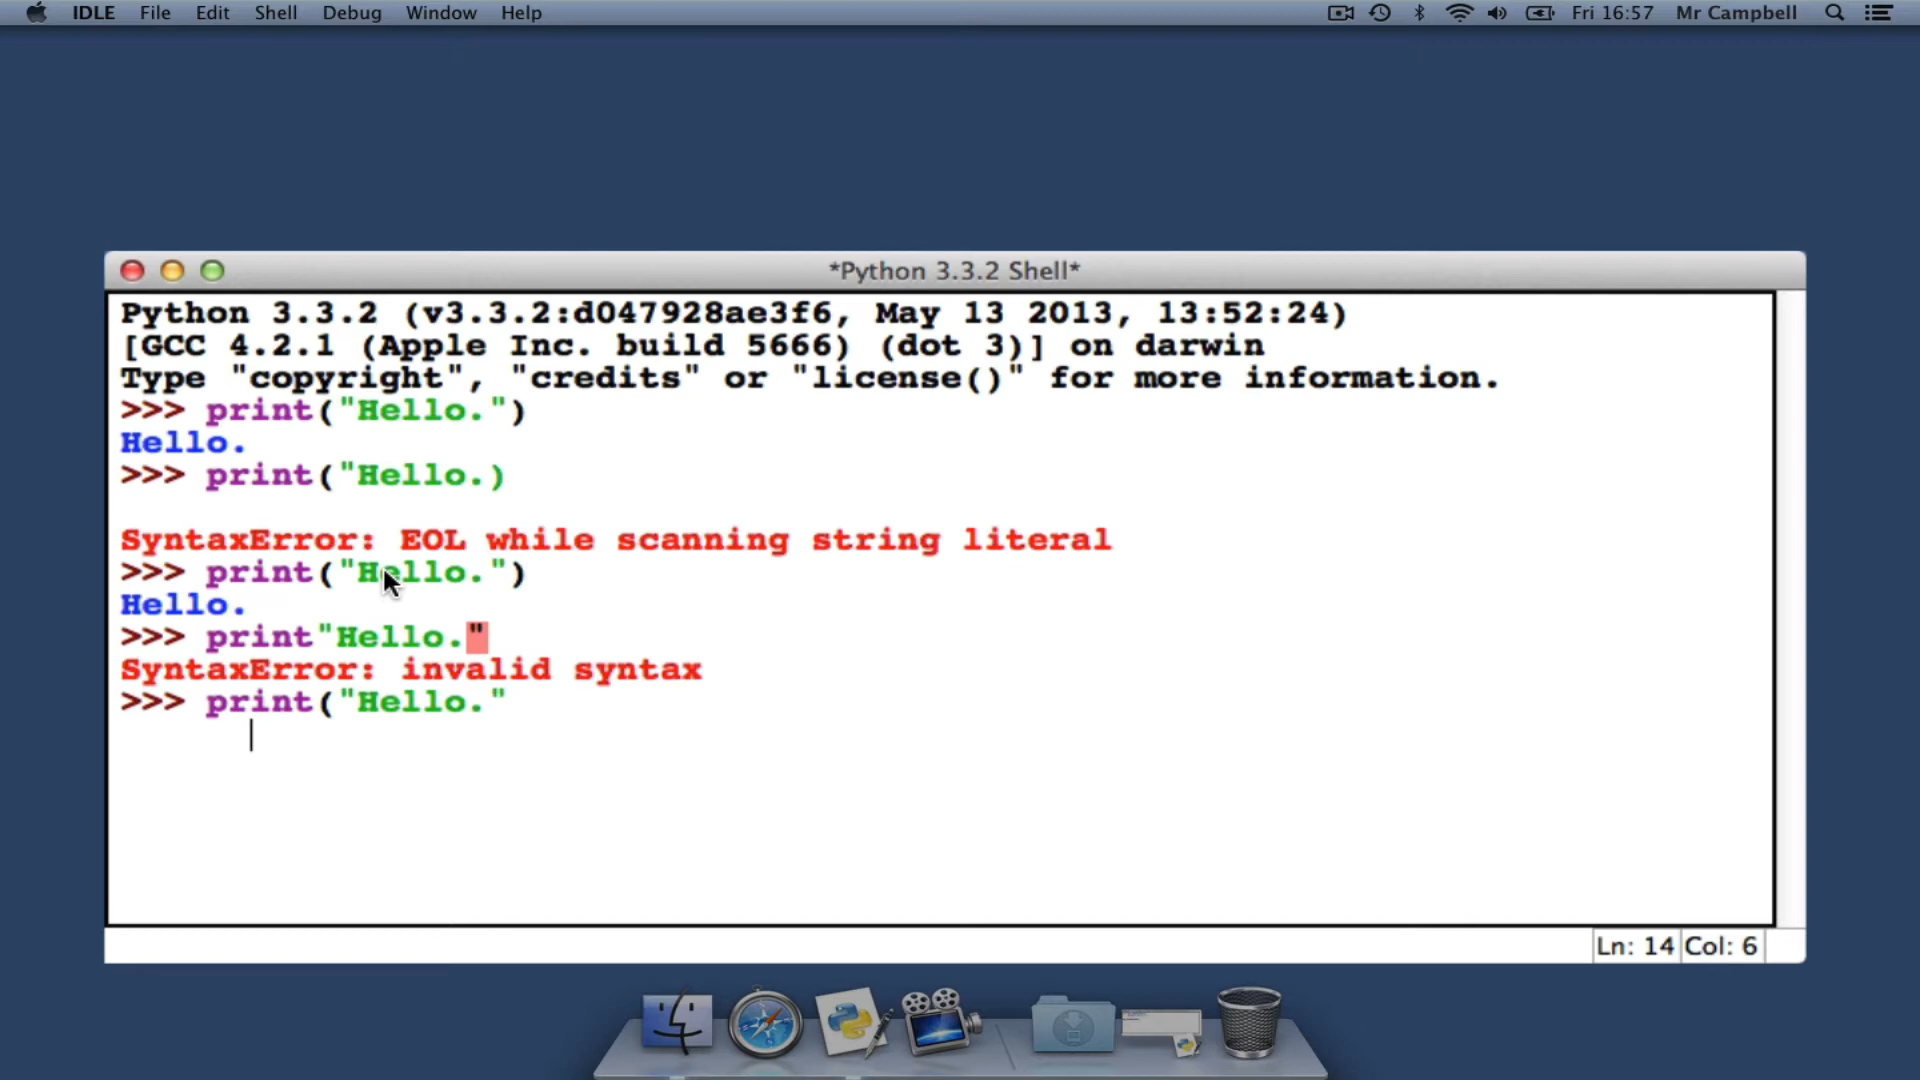 IDLE File Edit Shell Debug Window Help Fri 16:57 Mr Campbell
*Python 3.3.2 Shell*
Python 3.3.2 (v3.3.2:d047928ae3f6, May 13 2013, 13:52:24)
[GCC 4.2.1 (Apple Inc. build 5666) (dot 3)] on darwin
Type "copyright", "credits" or "license()" for more information.
>>> print("Hello.")
Hello.
>>> print("Hello.)
SyntaxError: EOL while scanning string literal
>>> print("Hello.")
Hello.
>>> print"Hello."
SyntaxError: invalid syntax
>>> print("Hello."
Ln: 14 Col: 6